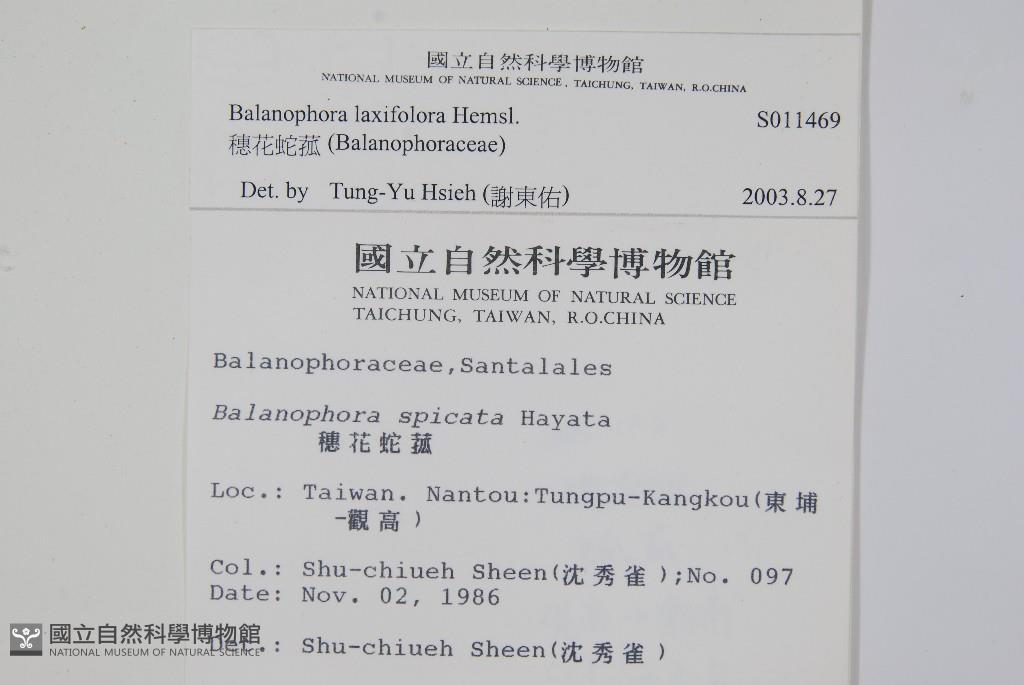 國立自然科學博物館
NATIONAL MUSEUM OF NATURAL SCIENCE, TAICHUNG, TAIWAN, R.O.CHINA
Balanophora laxifolora Hemsl. S011469
穗花蛇菰 (Balanophoraceae)
Det. by Tung-Yu Hsieh (謝東佑) 2003.8.27
國立自然科學博物館
NATIONAL MUSEUM OF NATURAL SCIENCE
TAICHUNG, TAIWAN, R.O.CHINA
Balanophoraceae,Santalales
Balanophora spicata Hayata
穗花蛇菰
Loc.: Taiwan. Nantou:Tungpu-Kangkou(東埔
-觀高)
Col.: Shu-chiueh Sheen(沈秀雀);No. 097
Date: Nov. 02, 1986
Det.: Shu-chiueh Sheen(沈秀雀)
國立自然科學博物館
NATIONAL MUSEUM OF NATURAL SCIENCE